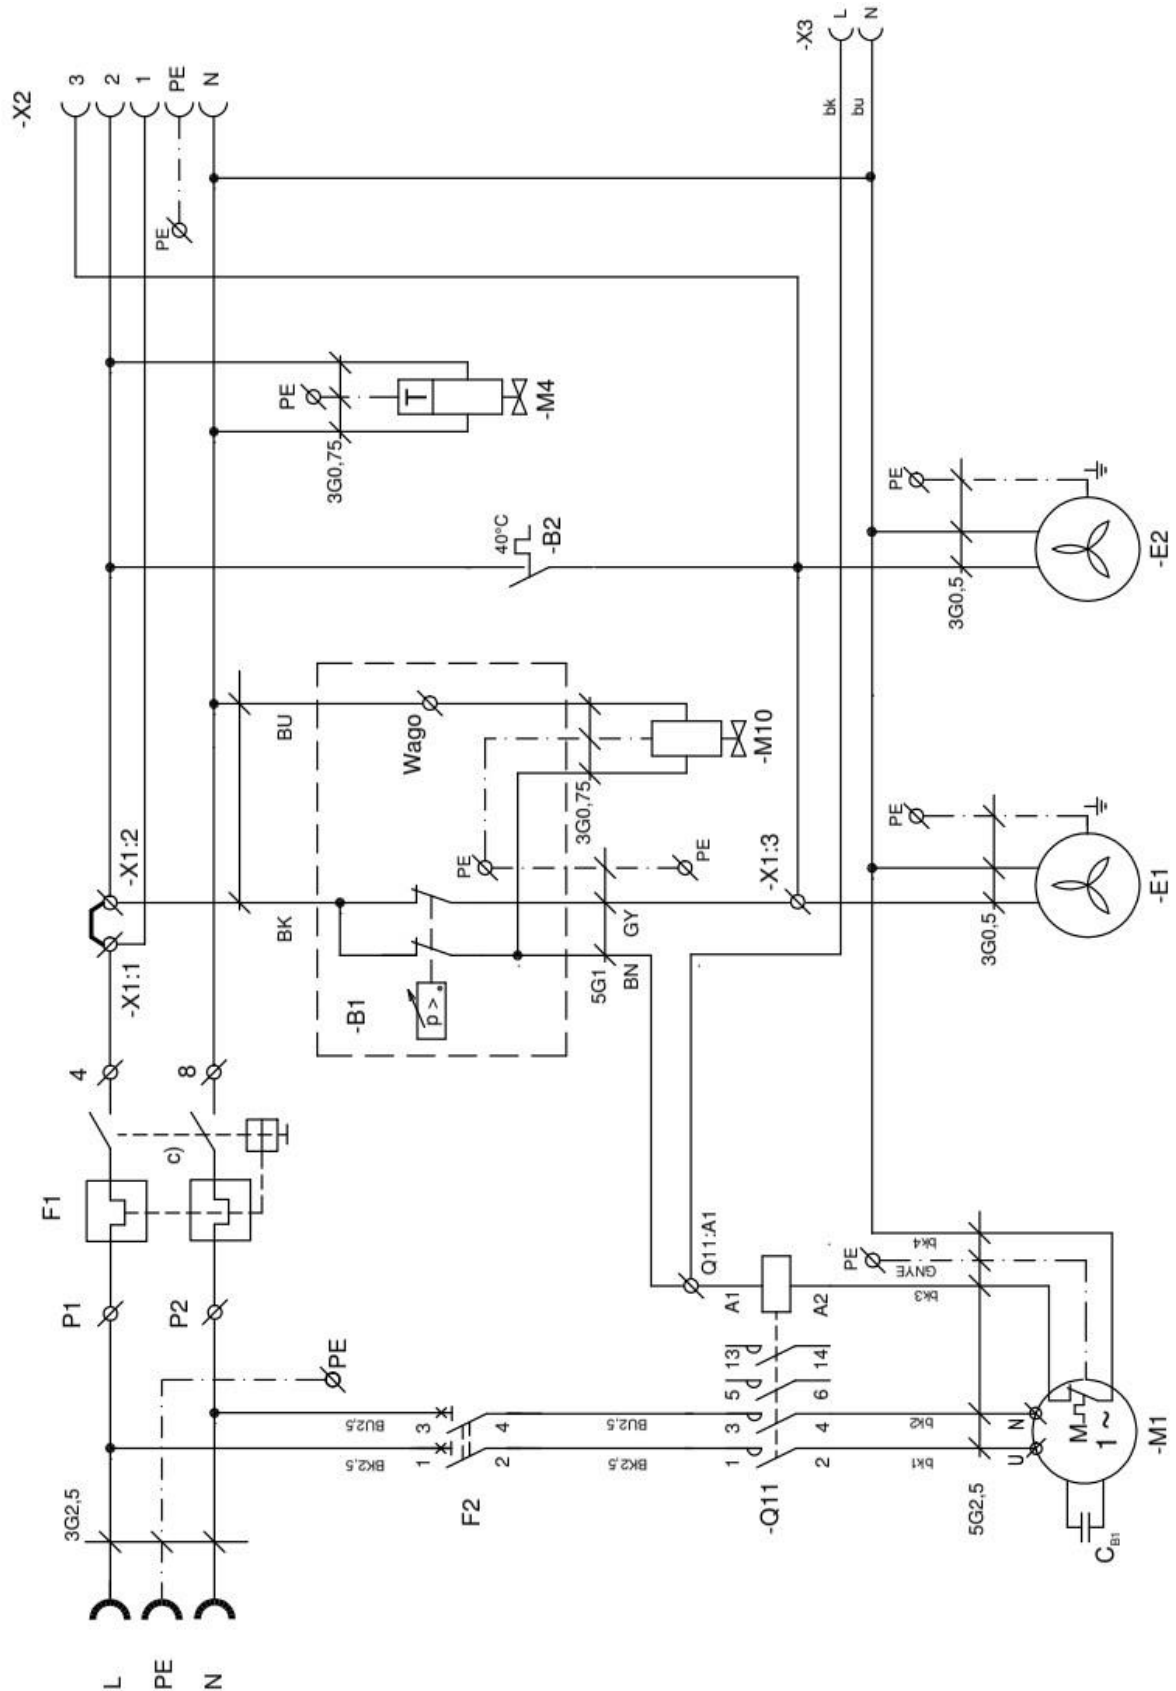 -X2
3
2
1
PE
N
-X3
L
N
bk
bu
PE
PE
3G0,75
T
-M4
40°C
-B2
PE
3G0,5
-E2
-X1:2
-X1:1
BU
BK
Wago
-B1
p >
PE
PE
3G0,75
-M10
5G1
GY
BN
-X1:3
PE
3G0,5
-E1
4
8
c)
F1
P1
P2
PE
3G2,5
L
PE
N
BU2,5
BK2,5
3
1
4
2
F2
BU2,5
BK2,5
Q11:A1
A1
A2
13
14
5
6
3
4
1
2
-Q11
PE
bk4
GNYE
bk3
bk2
bk1
5G2,5
N
U
M
1 ~
-M1
CB1